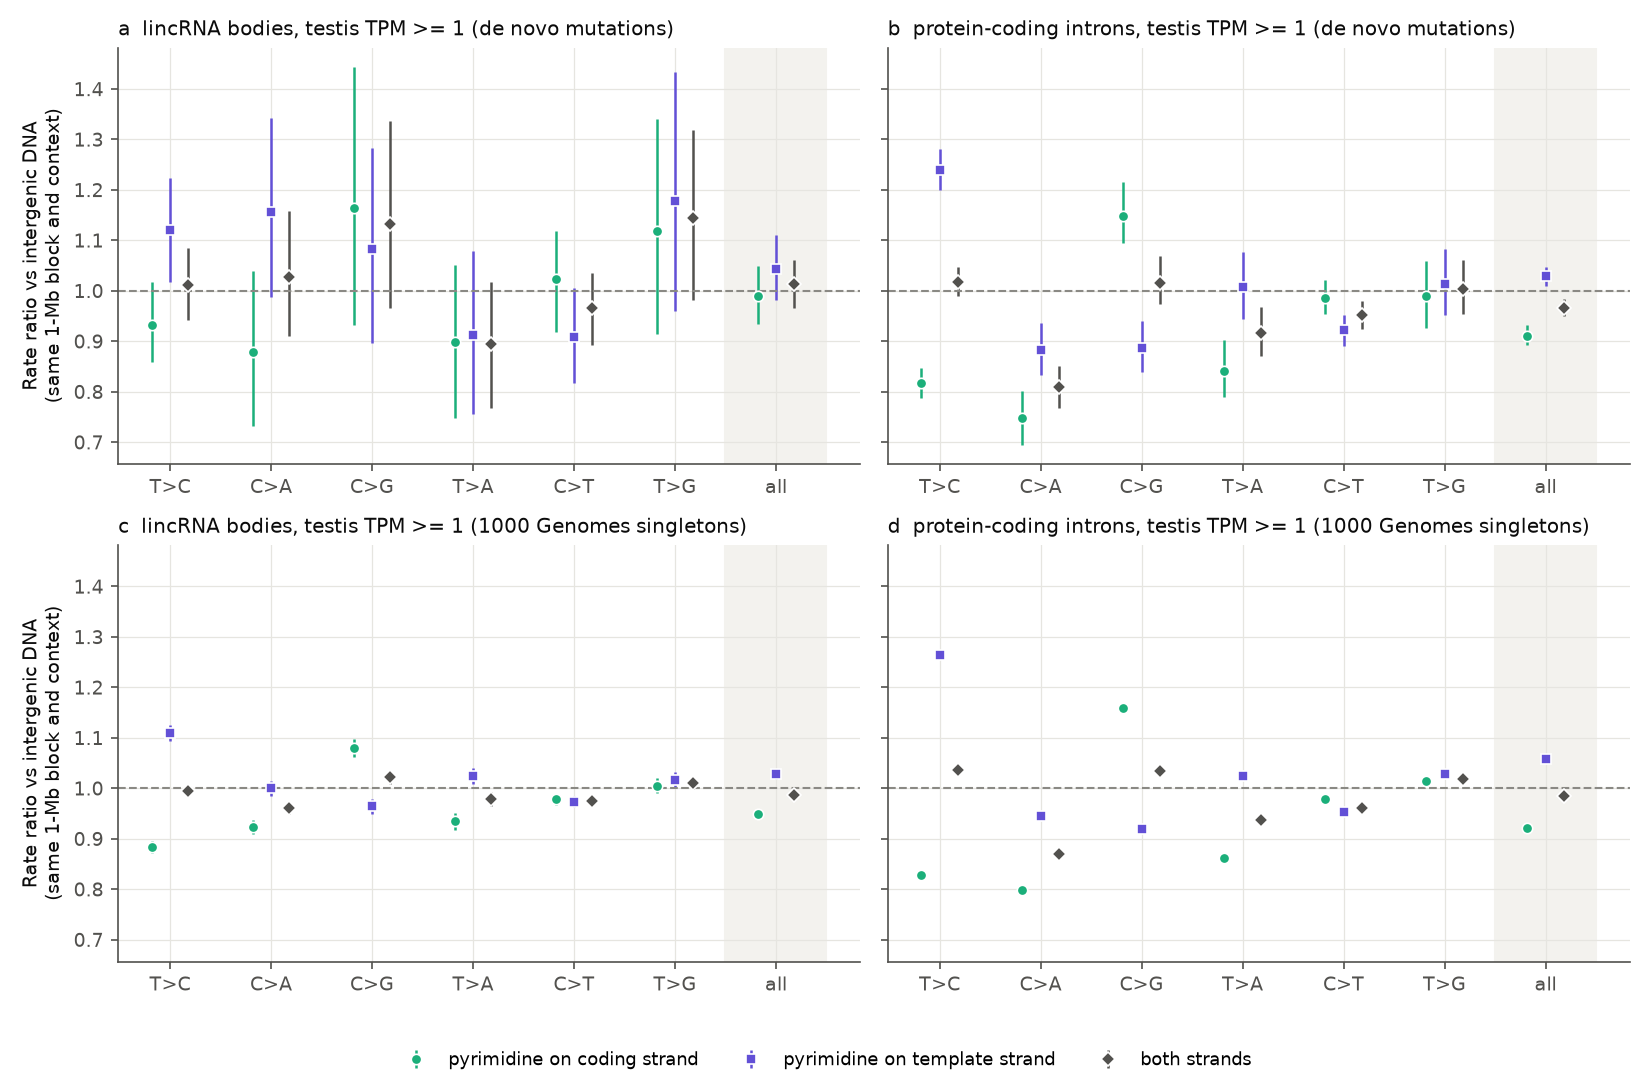 a lincRNA bodies, testis TPM >= 1 (de novo mutations)
Rate ratio vs intergenic DNA
(same 1-Mb block and context)
1.4
1.3
1.2
1.1
1.0
0.9
0.8
0.7
T>C C>A C>G T>A C>T T>G all
b protein-coding introns, testis TPM >= 1 (de novo mutations)
T>C C>A C>G T>A C>T T>G all
c lincRNA bodies, testis TPM >= 1 (1000 Genomes singletons)
Rate ratio vs intergenic DNA
(same 1-Mb block and context)
1.4
1.3
1.2
1.1
1.0
0.9
0.8
0.7
T>C C>A C>G T>A C>T T>G all
d protein-coding introns, testis TPM >= 1 (1000 Genomes singletons)
T>C C>A C>G T>A C>T T>G all
pyrimidine on coding strand pyrimidine on template strand both strands